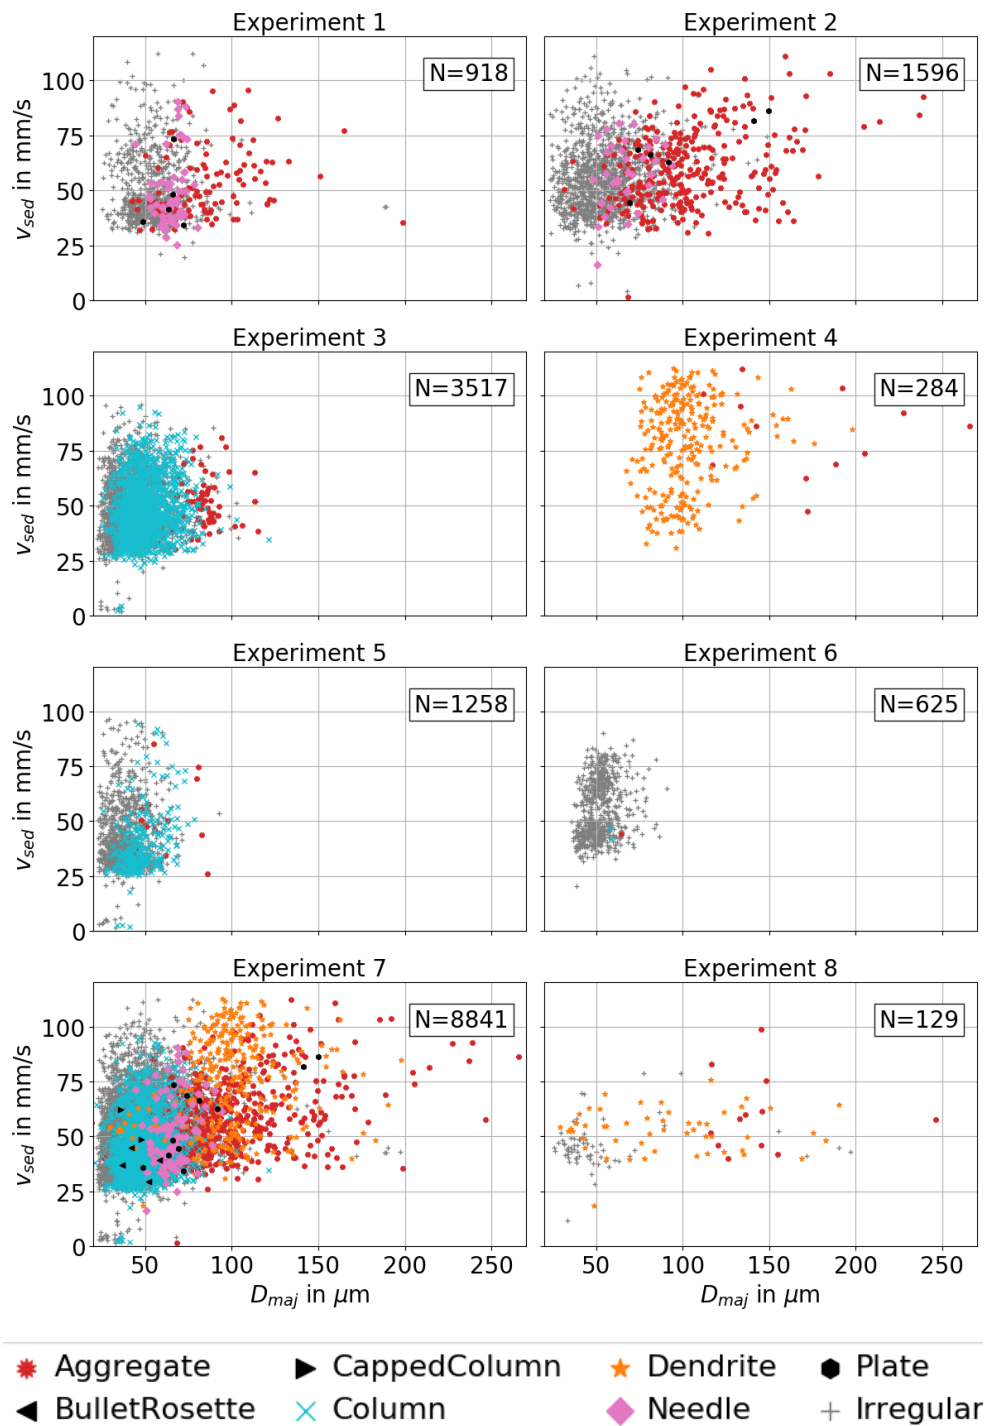 Experiment 1
Experiment 2
N=918
N=1596
100
75
50
25
0
v_sed in mm/s
Experiment 3
Experiment 4
N=3517
N=284
100
75
50
25
0
v_sed in mm/s
Experiment 5
Experiment 6
N=1258
N=625
100
75
50
25
0
v_sed in mm/s
Experiment 7
Experiment 8
N=8841
N=129
100
75
50
25
0
v_sed in mm/s
50 100 150 200 250
50 100 150 200 250
D_maj in μm
D_maj in μm
Aggregate CappedColumn Dendrite Plate
BulletRosette Column Needle Irregular